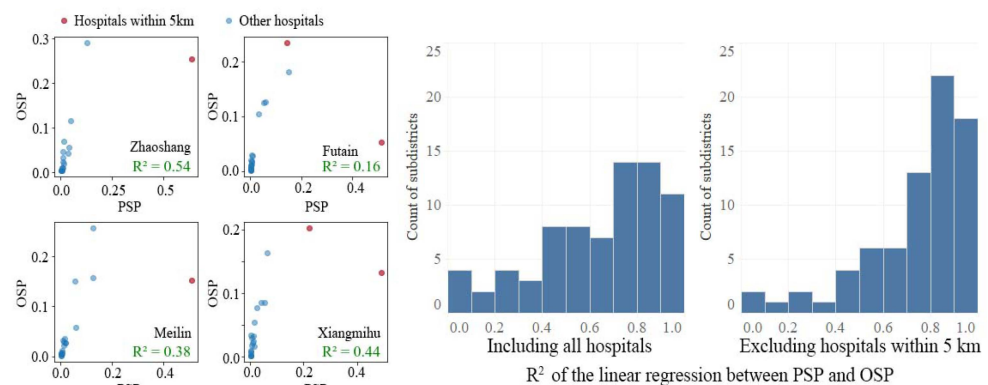 Hospitals within 5km Other hospitals
0.3
0.2
0.1
0.0
OSP
Zhaoshang
R² = 0.54
0.0 0.25 0.5
PSP
0.2
0.1
0.0
OSP
Futain
R² = 0.16
0.0 0.2 0.4
PSP
0.2
0.1
0.0
OSP
Meilin
R² = 0.38
0.0 0.2 0.4
PSP
0.2
0.1
0.0
OSP
Xiangmihu
R² = 0.44
0.0 0.2 0.4
PSP
25
20
15
10
5
0
Count of subdistricts
0.0 0.2 0.4 0.6 0.8 1.0
Including all hospitals
25
20
15
10
5
0
Count of subdistricts
0.0 0.2 0.4 0.6 0.8 1.0
Excluding hospitals within 5 km
R² of the linear regression between PSP and OSP